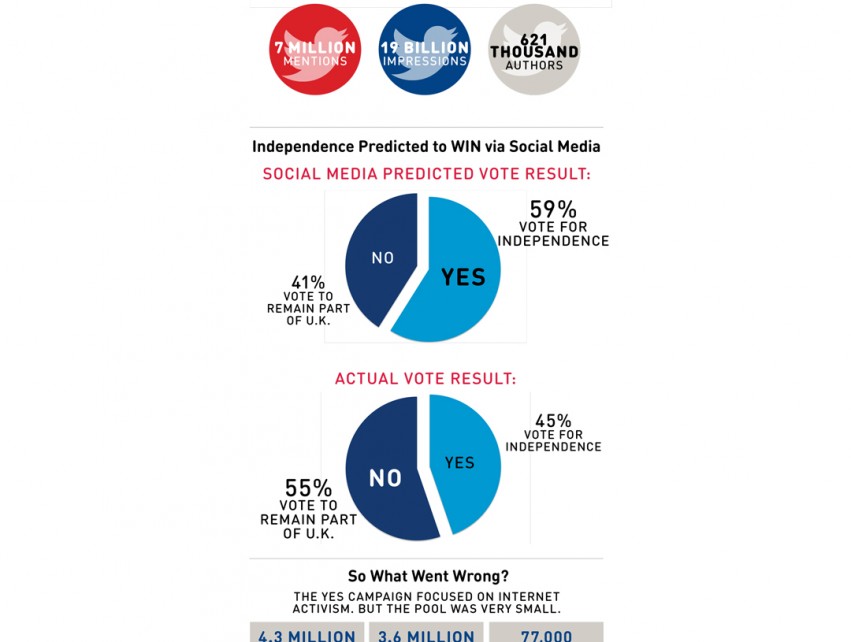 7 MILLION
MENTIONS
19 BILLION
IMPRESSIONS
621
THOUSAND
AUTHORS
Independence Predicted to WIN via Social Media
SOCIAL MEDIA PREDICTED VOTE RESULT:
59%
VOTE FOR
INDEPENDENCE
NO
YES
41%
VOTE TO
REMAIN PART
OF U.K.
ACTUAL VOTE RESULT:
45%
VOTE FOR
INDEPENDENCE
YES
NO
55%
VOTE TO
REMAIN PART
OF U.K.
So What Went Wrong?
THE YES CAMPAIGN FOCUSED ON INTERNET
ACTIVISM. BUT THE POOL WAS VERY SMALL.
4.3 MILLION
3.6 MILLION
77,000